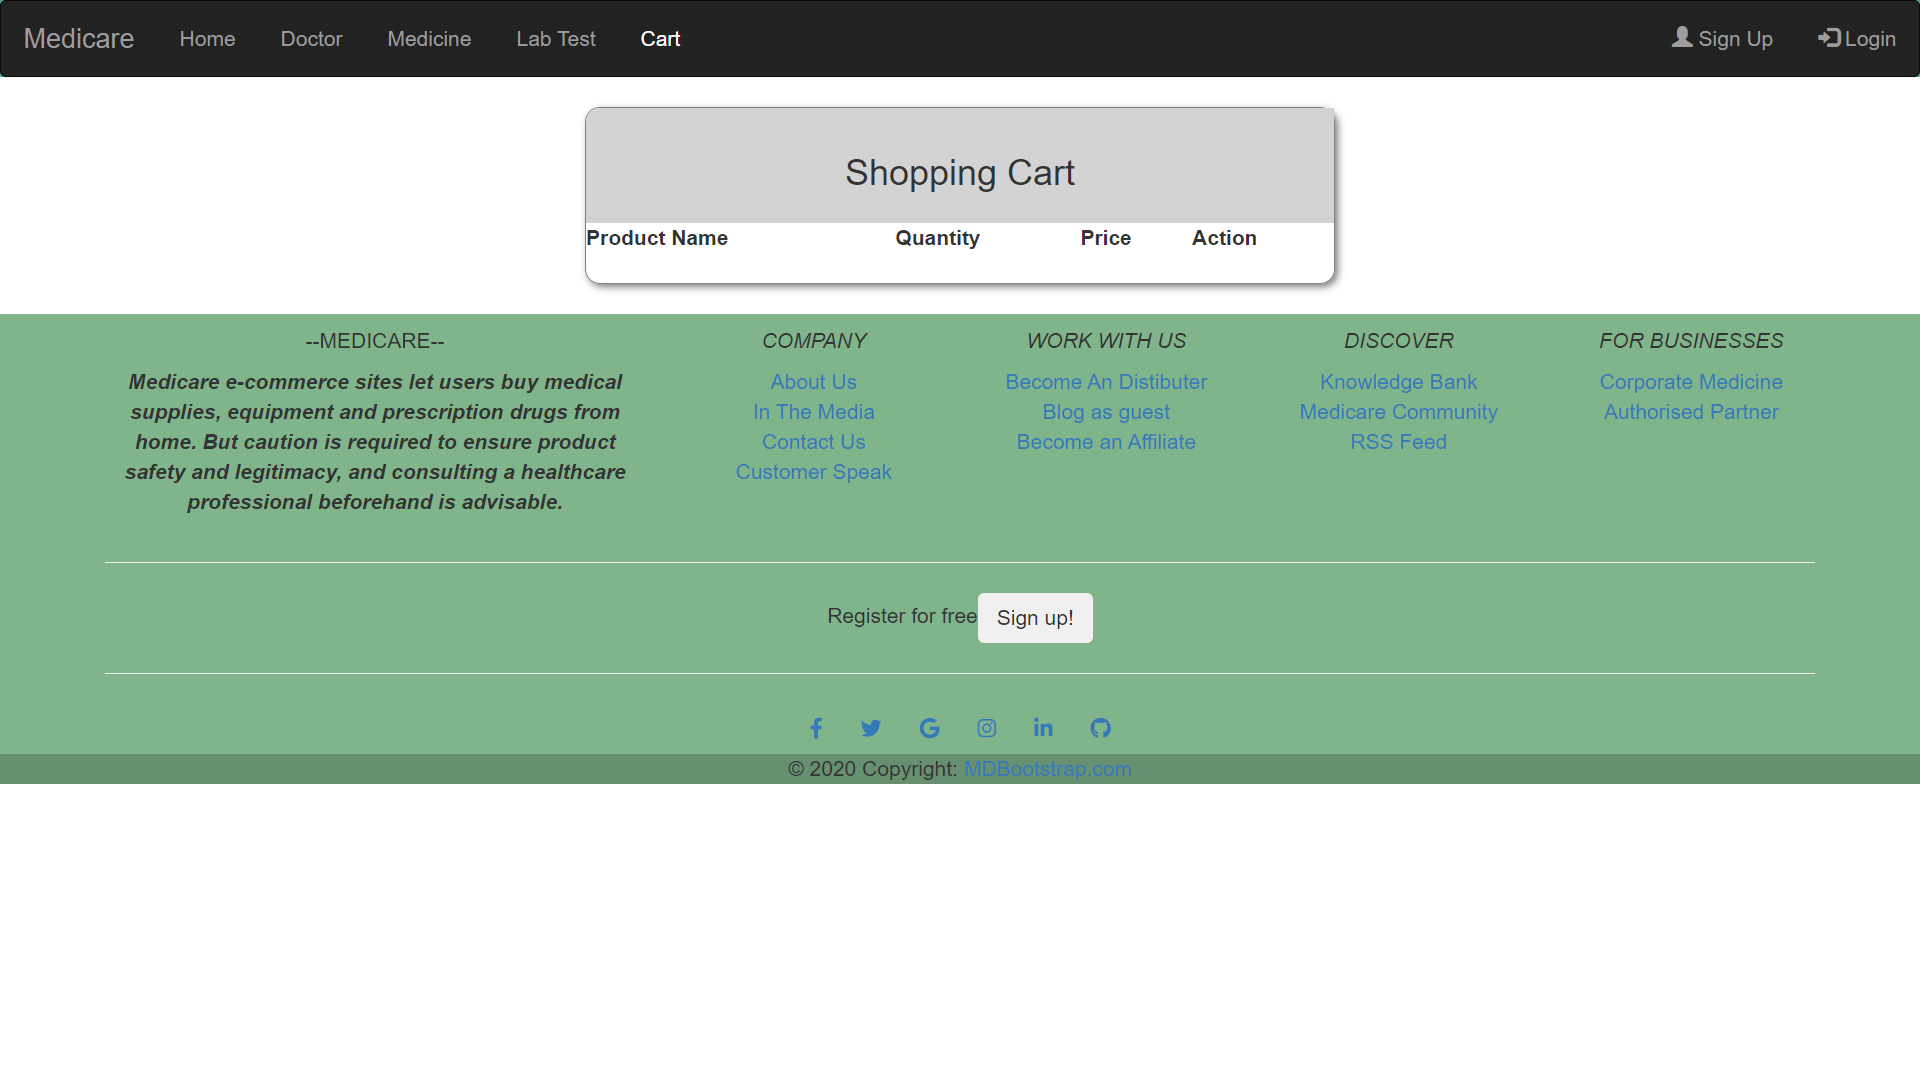 Medicare Home Doctor Medicine Lab Test Cart Sign Up Login
Shopping Cart
Product Name Quantity Price Action
--MEDICARE--
Medicare e-commerce sites let users buy medical
supplies, equipment and prescription drugs from
home. But caution is required to ensure product
safety and legitimacy, and consulting a healthcare
professional beforehand is advisable.
COMPANY
About Us
In The Media
Contact Us
Customer Speak
WORK WITH US
Become An Distibuter
Blog as guest
Become an Affiliate
DISCOVER
Knowledge Bank
Medicare Community
RSS Feed
FOR BUSINESSES
Corporate Medicine
Authorised Partner
Register for free Sign up!
© 2020 Copyright: MDBootstrap.com